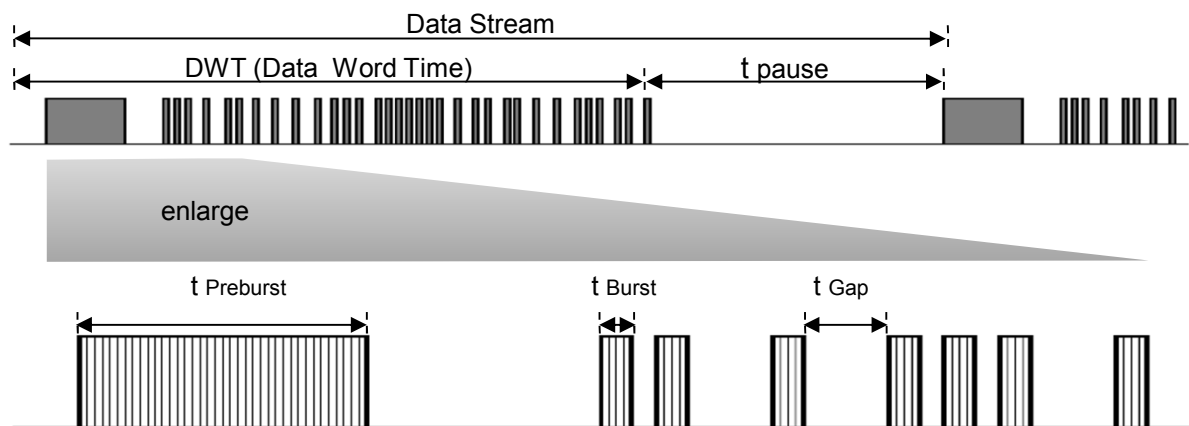 Data Stream
DWT (Data Word Time)
t pause
enlarge
t Preburst
t Burst
t Gap